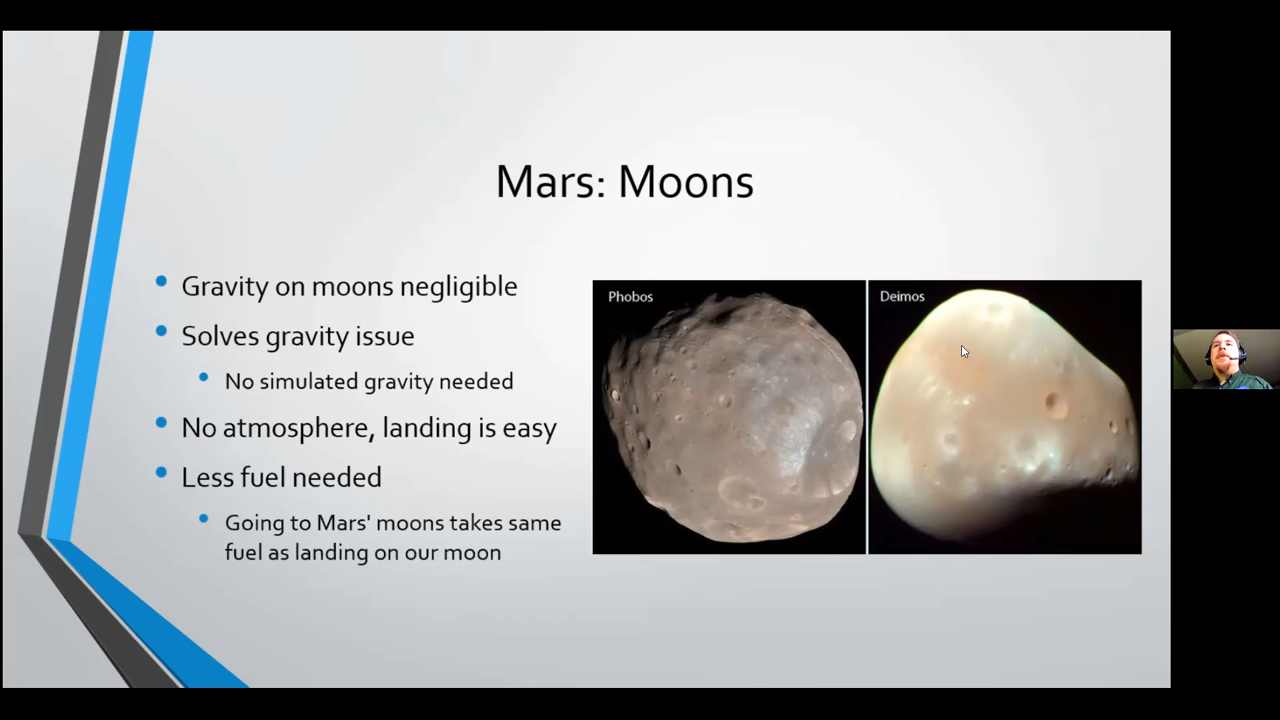 Mars: Moons
Gravity on moons negligible
Solves gravity issue
No simulated gravity needed
No atmosphere, landing is easy
Less fuel needed
Going to Mars' moons takes same
fuel as landing on our moon
Phobos
Deimos